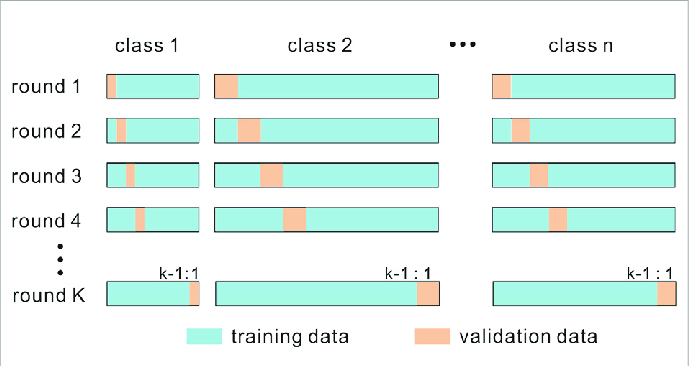 class 1 class 2 ••• class n
round 1
round 2
round 3
round 4
k-1:1 k-1 : 1 k-1 : 1
round K
training data validation data